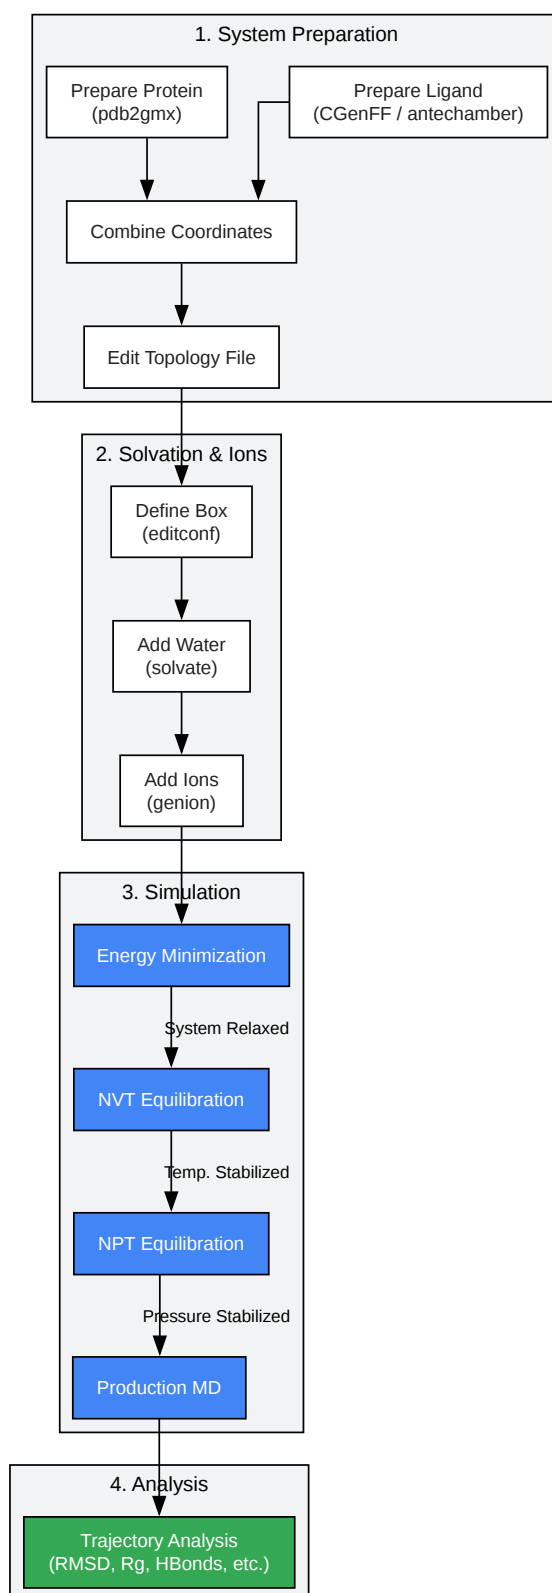 1. System Preparation
Prepare Protein
(pdb2gmx)
Prepare Ligand
(CGenFF / antechamber)
Combine Coordinates
Edit Topology File
2. Solvation & Ions
Define Box
(editconf)
Add Water
(solvate)
Add Ions
(genion)
3. Simulation
Energy Minimization
System Relaxed
NVT Equilibration
Temp. Stabilized
NPT Equilibration
Pressure Stabilized
Production MD
4. Analysis
Trajectory Analysis
(RMSD, Rg, HBonds, etc.)